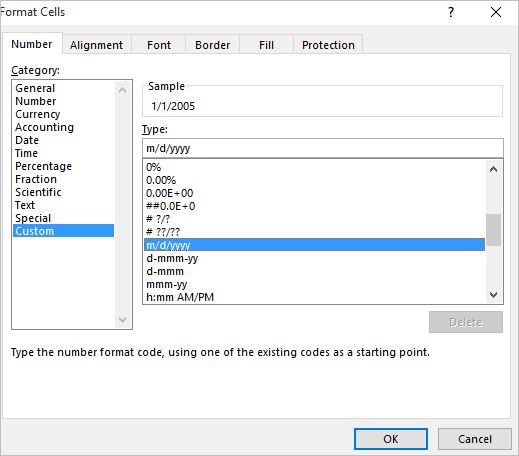 Format Cells
?
Number Alignment Font Border Fill Protection
Category:
General
Number
Currency
Accounting
Date
Time
Percentage
Fraction
Scientific
Text
Special
Custom
Sample
1/1/2005
Type:
m/d/yyyy
0%
0.00%
0.00E+00
##0.0E+0
# ?/?
# ??/??
m/d/yyyy
d-mmm-yy
d-mmm
mmm-yy
h:mm AM/PM
Delete
Type the number format code, using one of the existing codes as a starting point.
OK Cancel